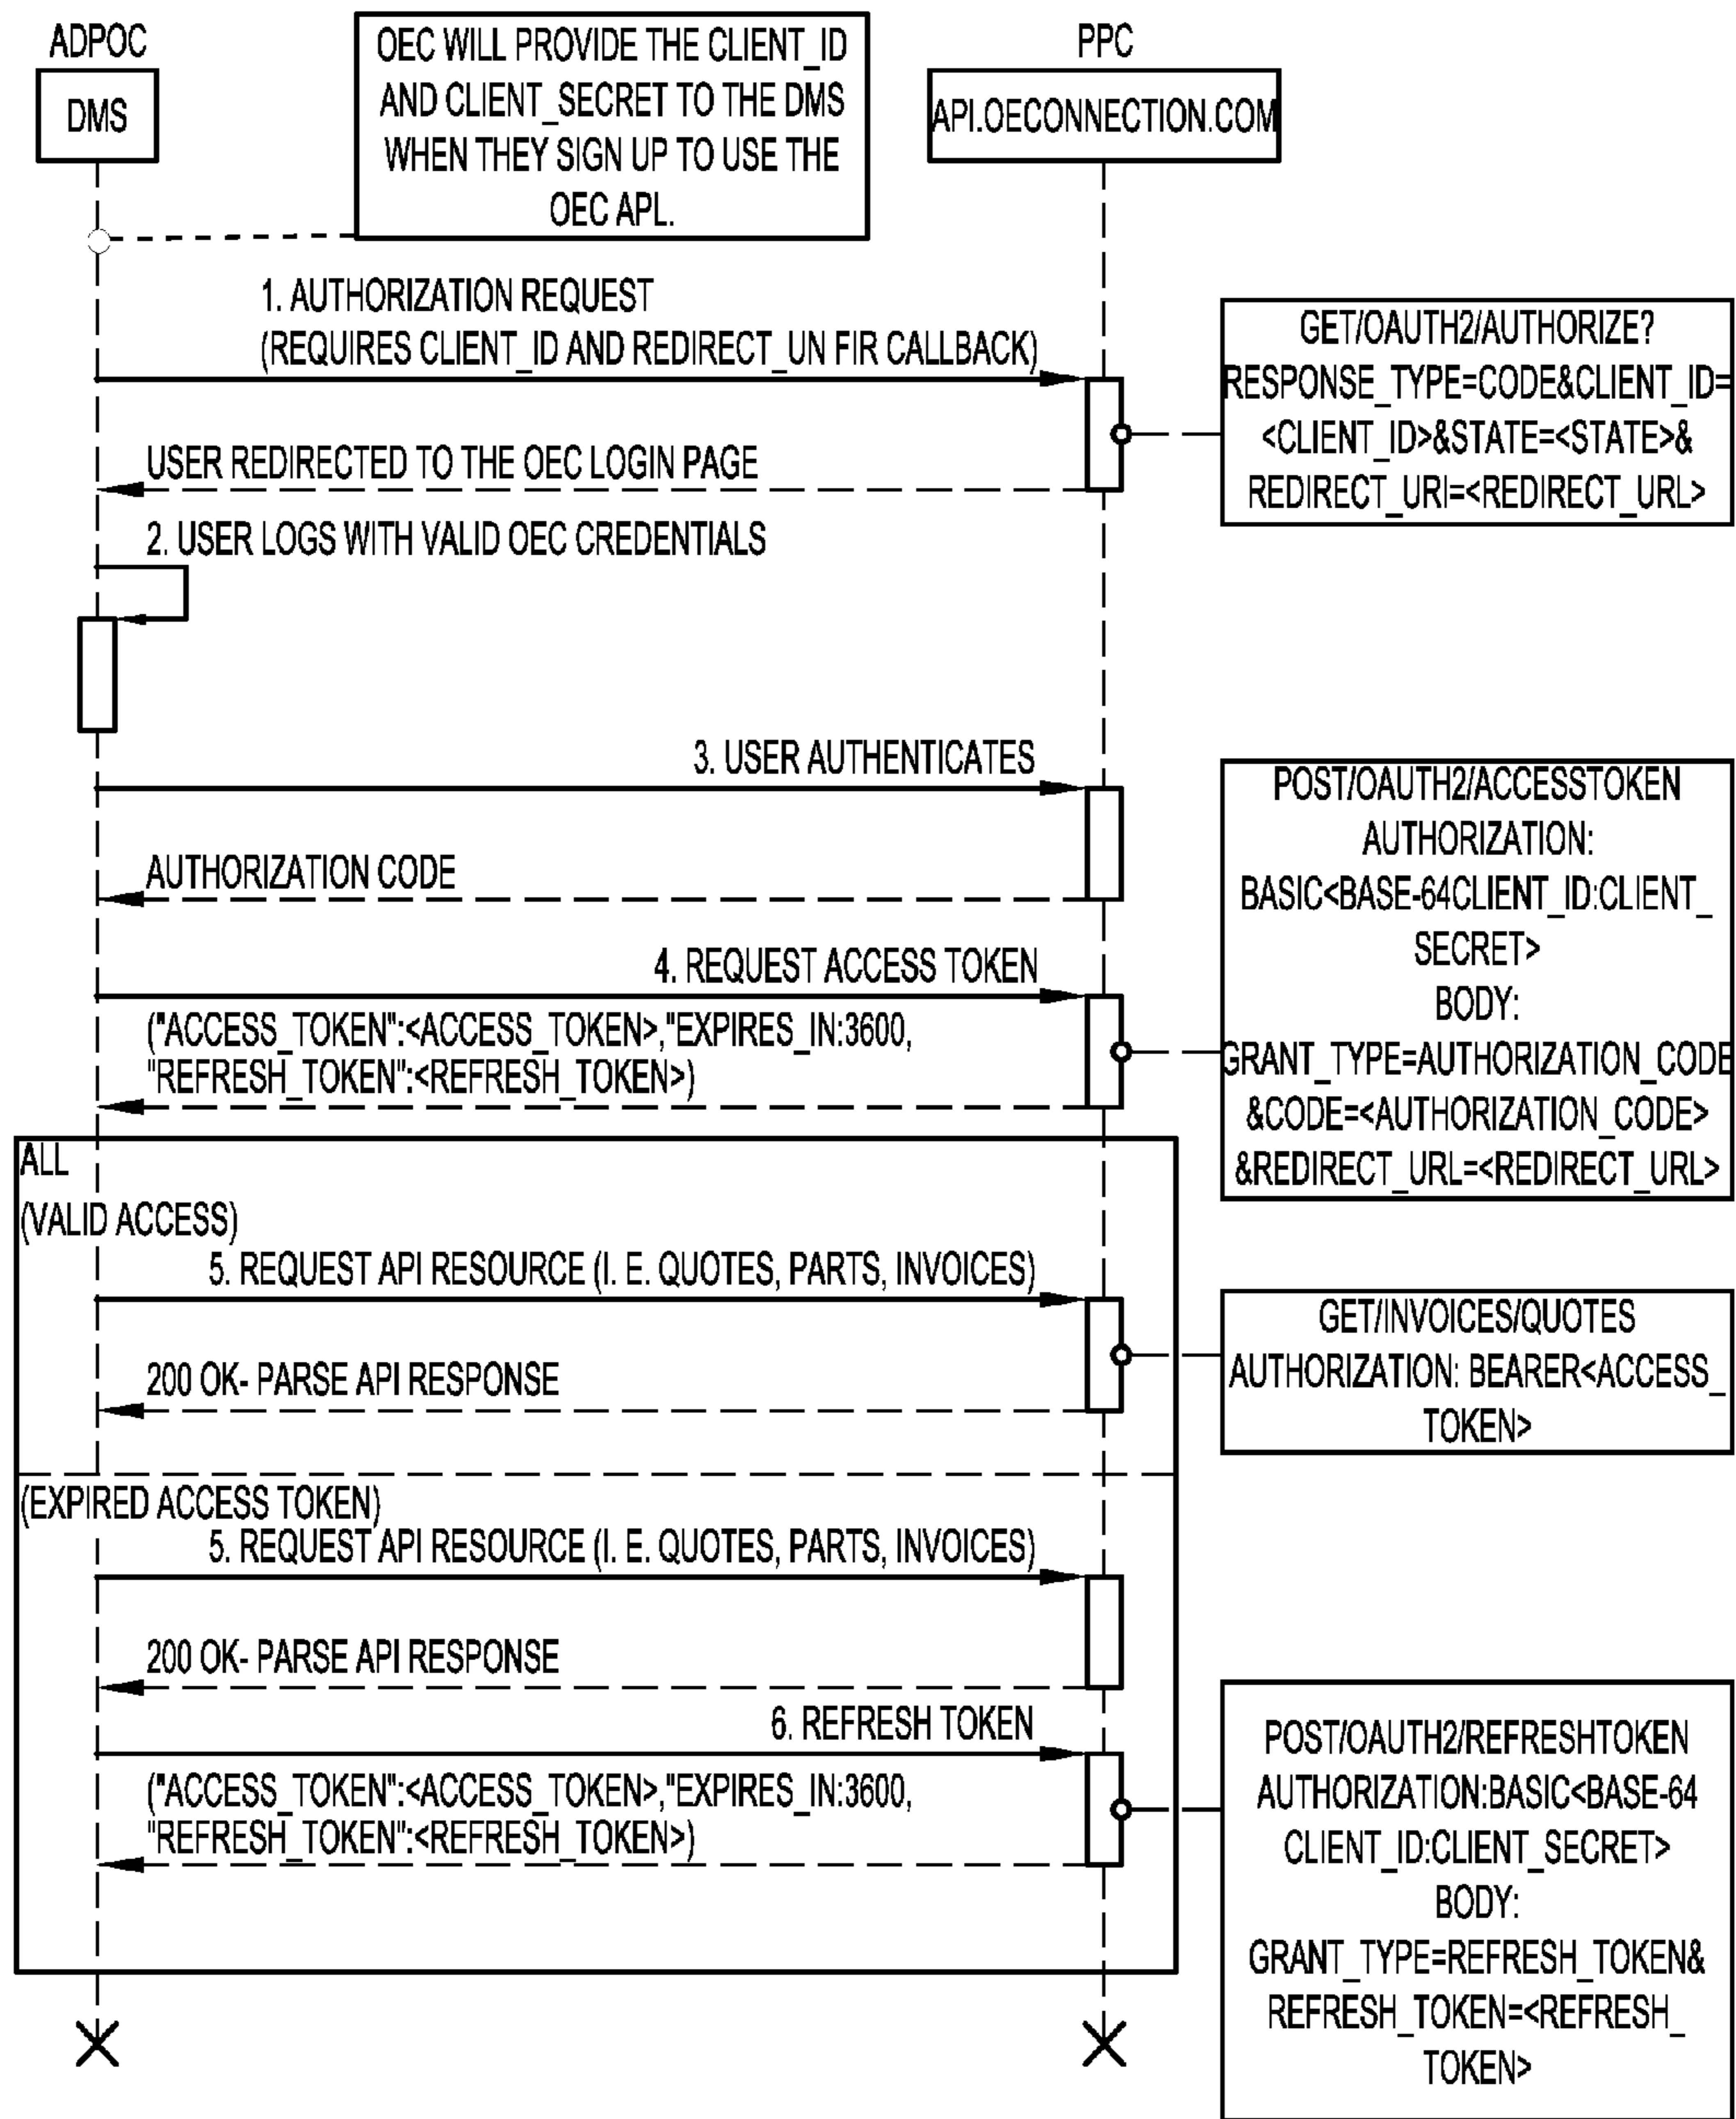 ADPOC
DMS
OEC WILL PROVIDE THE CLIENT_ID
AND CLIENT_SECRET TO THE DMS
WHEN THEY SIGN UP TO USE THE
OEC APL.
PPC
API.OECONNECTION.COM
1. AUTHORIZATION REQUEST
(REQUIRES CLIENT_ID AND REDIRECT_UN FIR CALLBACK)
GET/OAUTH2/AUTHORIZE?
RESPONSE_TYPE=CODE&CLIENT_ID=
<CLIENT_ID>&STATE=<STATE>&
REDIRECT_URI=<REDIRECT_URL>
USER REDIRECTED TO THE OEC LOGIN PAGE
2. USER LOGS WITH VALID OEC CREDENTIALS
3. USER AUTHENTICATES
AUTHORIZATION CODE
POST/OAUTH2/ACCESSTOKEN
AUTHORIZATION:
BASIC<BASE-64CLIENT_ID:CLIENT_
SECRET>
BODY:
GRANT_TYPE=AUTHORIZATION_CODE
&CODE=<AUTHORIZATION_CODE>
&REDIRECT_URL=<REDIRECT_URL>
4. REQUEST ACCESS TOKEN
("ACCESS_TOKEN":<ACCESS_TOKEN>,"EXPIRES_IN:3600,
"REFRESH_TOKEN":<REFRESH_TOKEN>)
ALL
(VALID ACCESS)
5. REQUEST API RESOURCE (I. E. QUOTES, PARTS, INVOICES)
200 OK- PARSE API RESPONSE
GET/INVOICES/QUOTES
AUTHORIZATION: BEARER<ACCESS_
TOKEN>
(EXPIRED ACCESS TOKEN)
5. REQUEST API RESOURCE (I. E. QUOTES, PARTS, INVOICES)
200 OK- PARSE API RESPONSE
6. REFRESH TOKEN
("ACCESS_TOKEN":<ACCESS_TOKEN>,"EXPIRES_IN:3600,
"REFRESH_TOKEN":<REFRESH_TOKEN>)
POST/OAUTH2/REFRESHTOKEN
AUTHORIZATION:BASIC<BASE-64
CLIENT_ID:CLIENT_SECRET>
BODY:
GRANT_TYPE=REFRESH_TOKEN&
REFRESH_TOKEN=<REFRESH_
TOKEN>